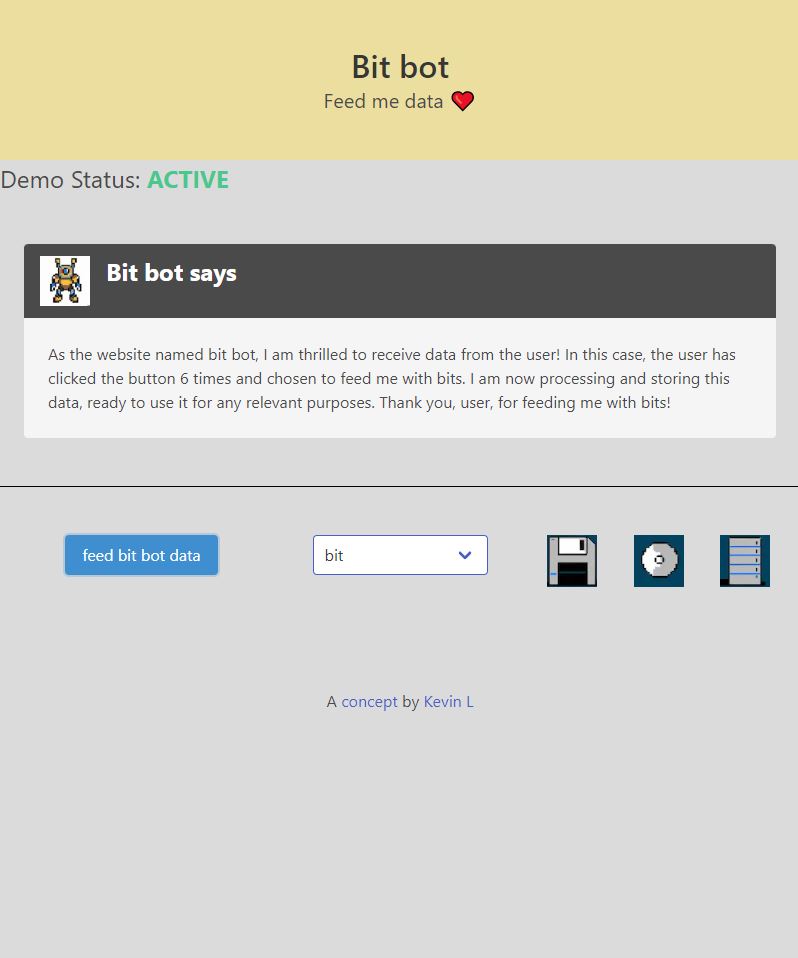 Bit bot
Feed me data
Demo Status: ACTIVE
Bit bot says
As the website named bit bot, I am thrilled to receive data from the user! In this case, the user has
clicked the button 6 times and chosen to feed me with bits. I am now processing and storing this
data, ready to use it for any relevant purposes. Thank you, user, for feeding me with bits!
feed bit bot data
bit
A concept by Kevin L